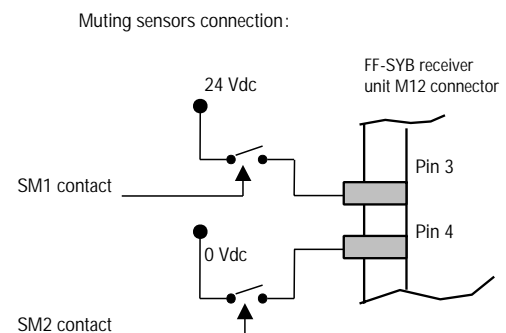 Muting sensors connection:
FF-SYB receiver
unit M12 connector
24 Vdc
Pin 3
SM1 contact
Pin 4
0 Vdc
SM2 contact